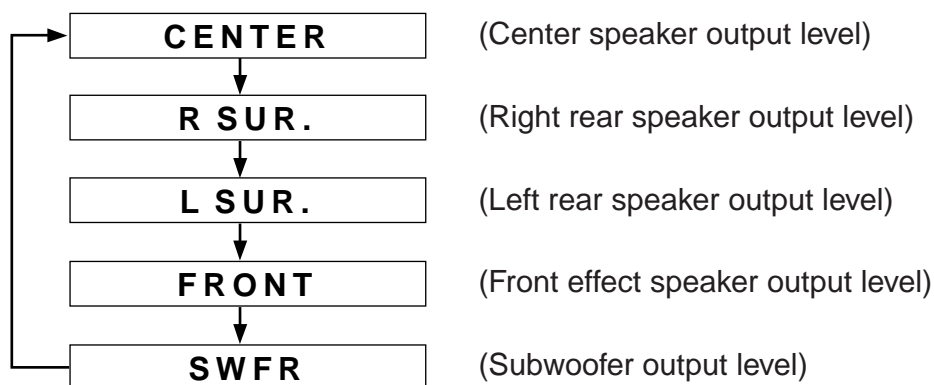 CENTER (Center speaker output level)
R SUR. (Right rear speaker output level)
L SUR. (Left rear speaker output level)
FRONT (Front effect speaker output level)
SWFR (Subwoofer output level)